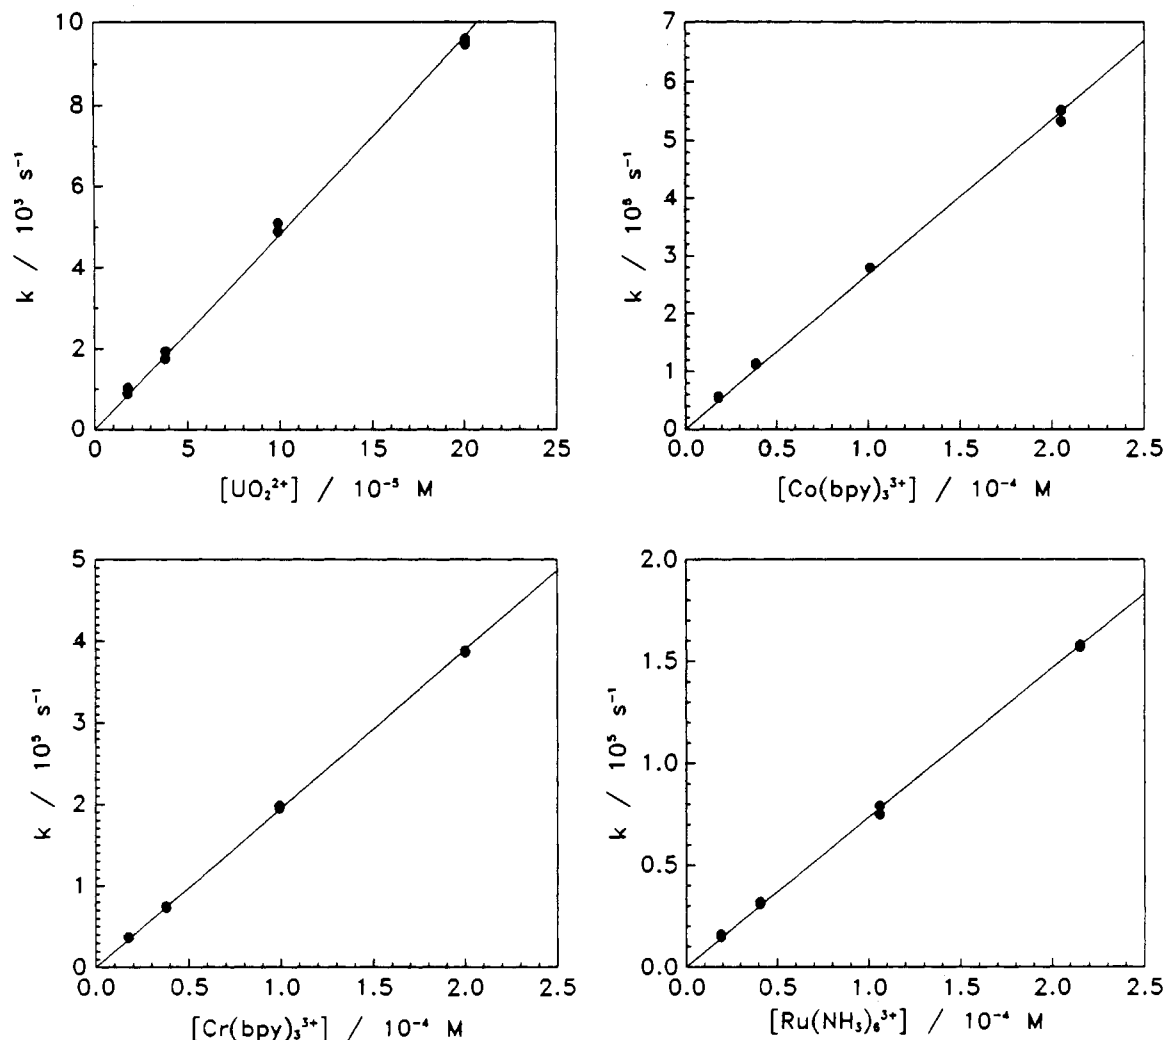 k / 10³ s⁻¹
10
8
6
4
2
0
0 5 10 15 20 25
[UO₂²⁺] / 10⁻⁵ M
k / 10⁵ s⁻¹
7
6
5
4
3
2
1
0
0.0 0.5 1.0 1.5 2.0 2.5
[Co(bpy)₃³⁺] / 10⁻⁴ M
k / 10⁵ s⁻¹
5
4
3
2
1
0
0.0 0.5 1.0 1.5 2.0 2.5
[Cr(bpy)₃³⁺] / 10⁻⁴ M
k / 10⁵ s⁻¹
2.0
1.5
1.0
0.5
0.0
0.0 0.5 1.0 1.5 2.0 2.5
[Ru(NH₃)₆³⁺] / 10⁻⁴ M